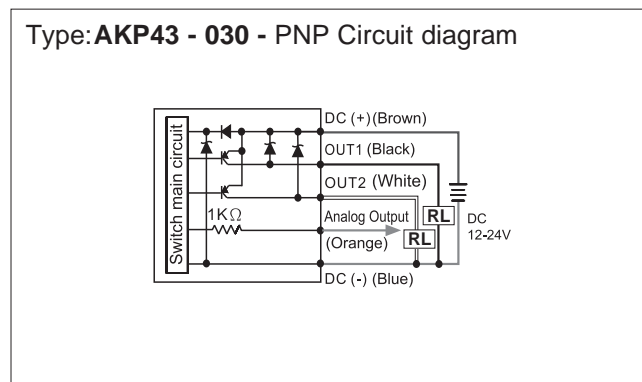 Type:AKP43 - 030 - PNP Circuit diagram
Switch main circuit
1KΩ
DC (+)(Brown)
OUT1 (Black)
OUT2 (White)
Analog Output
(Orange)
DC (-) (Blue)
RL
RL
DC
12-24V